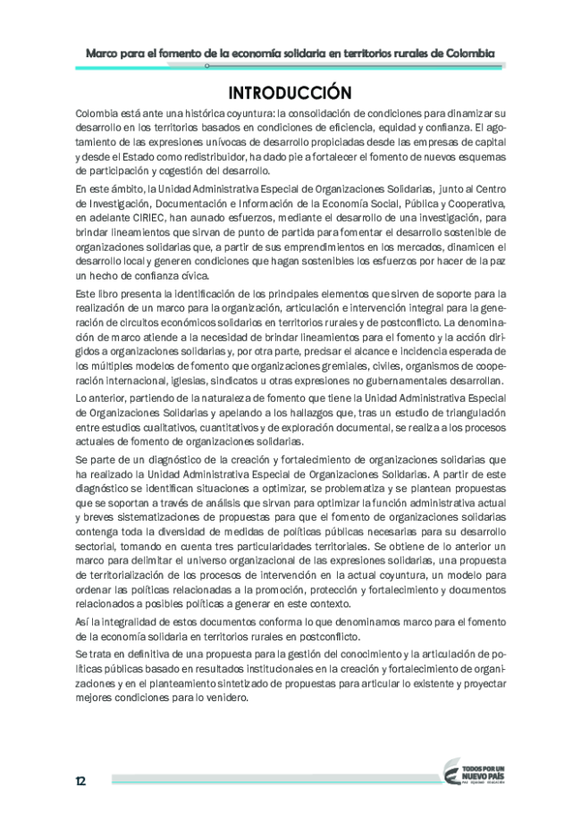 Marco para el fomento de la economía solidaria en territorios rurales de Colombia
INTRODUCCIÓN
Colombia está ante una histórica coyuntura: la consolidación de condiciones para dinamizar su
desarrollo en los territorios basados en condiciones de eficiencia, equidad y confianza. El ago-
tamiento de las expresiones unívocas de desarrollo propiciadas desde las empresas de capital
y desde el Estado como redistribuidor, ha dado pie a fortalecer el fomento de nuevos esquemas
de participación y cogestión del desarrollo.
En este ámbito, la Unidad Administrativa Especial de Organizaciones Solidarias, junto al Centro
de Investigación, Documentación e Información de la Economía Social, Pública y Cooperativa,
en adelante CIRIEC, han aunado esfuerzos, mediante el desarrollo de una investigación, para
brindar lineamientos que sirvan de punto de partida para fomentar el desarrollo sostenible de
organizaciones solidarias que, a partir de sus emprendimientos en los mercados, dinamicen el
desarrollo local y generen condiciones que hagan sostenibles los esfuerzos por hacer de la paz
un hecho de confianza cívica.
Este libro presenta la identificación de los principales elementos que sirven de soporte para la
realización de un marco para la organización, articulación e intervención integral para la gene-
ración de circuitos económicos solidarios en territorios rurales y de postconflicto. La denomina-
ción de marco atiende a la necesidad de brindar lineamientos para el fomento y la acción diri-
gidos a organizaciones solidarias y, por otra parte, precisar el alcance e incidencia esperada de
los múltiples modelos de fomento que organizaciones gremiales, civiles, organismos de coope-
ración internacional, iglesias, sindicatos u otras expresiones no gubernamentales desarrollan.
Lo anterior, partiendo de la naturaleza de fomento que tiene la Unidad Administrativa Especial
de Organizaciones Solidarias y apelando a los hallazgos que, tras un estudio de triangulación
entre estudios cualitativos, cuantitativos y de exploración documental, se realiza a los procesos
actuales de fomento de organizaciones solidarias.
Se parte de un diagnóstico de la creación y fortalecimiento de organizaciones solidarias que
ha realizado la Unidad Administrativa Especial de Organizaciones Solidarias. A partir de este
diagnóstico se identifican situaciones a optimizar, se problematiza y se plantean propuestas
que se soportan a través de análisis que sirvan para optimizar la función administrativa actual
y breves sistematizaciones de propuestas para que el fomento de organizaciones solidarias
contenga toda la diversidad de medidas de políticas públicas necesarias para su desarrollo
sectorial, tomando en cuenta tres particularidades territoriales. Se obtiene de lo anterior un
marco para delimitar el universo organizacional de las expresiones solidarias, una propuesta
de territorialización de los procesos de intervención en la actual coyuntura, un modelo para
ordenar las políticas relacionadas a la promoción, protección y fortalecimiento y documentos
relacionados a posibles políticas a generar en este contexto.
Así la integralidad de estos documentos conforma lo que denominamos marco para el fomento
de la economía solidaria en territorios rurales en postconflicto.
Se trata en definitiva de una propuesta para la gestión del conocimiento y la articulación de po-
líticas públicas basado en resultados institucionales en la creación y fortalecimiento de organi-
zaciones y en el planteamiento sintetizado de propuestas para articular lo existente y proyectar
mejores condiciones para lo venidero.
12
TODOS POR UN
NUEVO PAÍS
PAZ EQUIDAD EDUCACIÓN